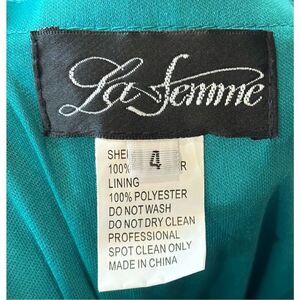 La Femme
4
100%
LINING
100% POLYESTER
DO NOT WASH
DO NOT DRY CLEAN
PROFESSIONAL
SPOT CLEAN ONLY
MADE IN CHINA